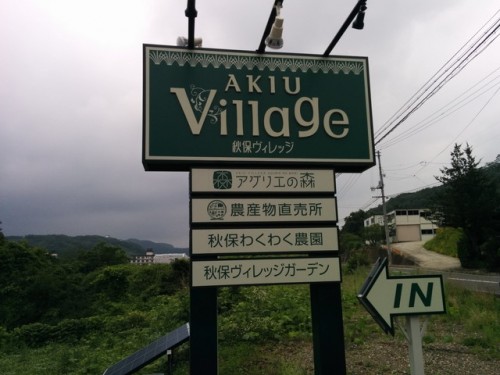 AKIU
Village
秋保ヴィレッジ
アグリエの森
農産物直売所
秋保わくわく農園
秋保ヴィレッジガーデン
IN